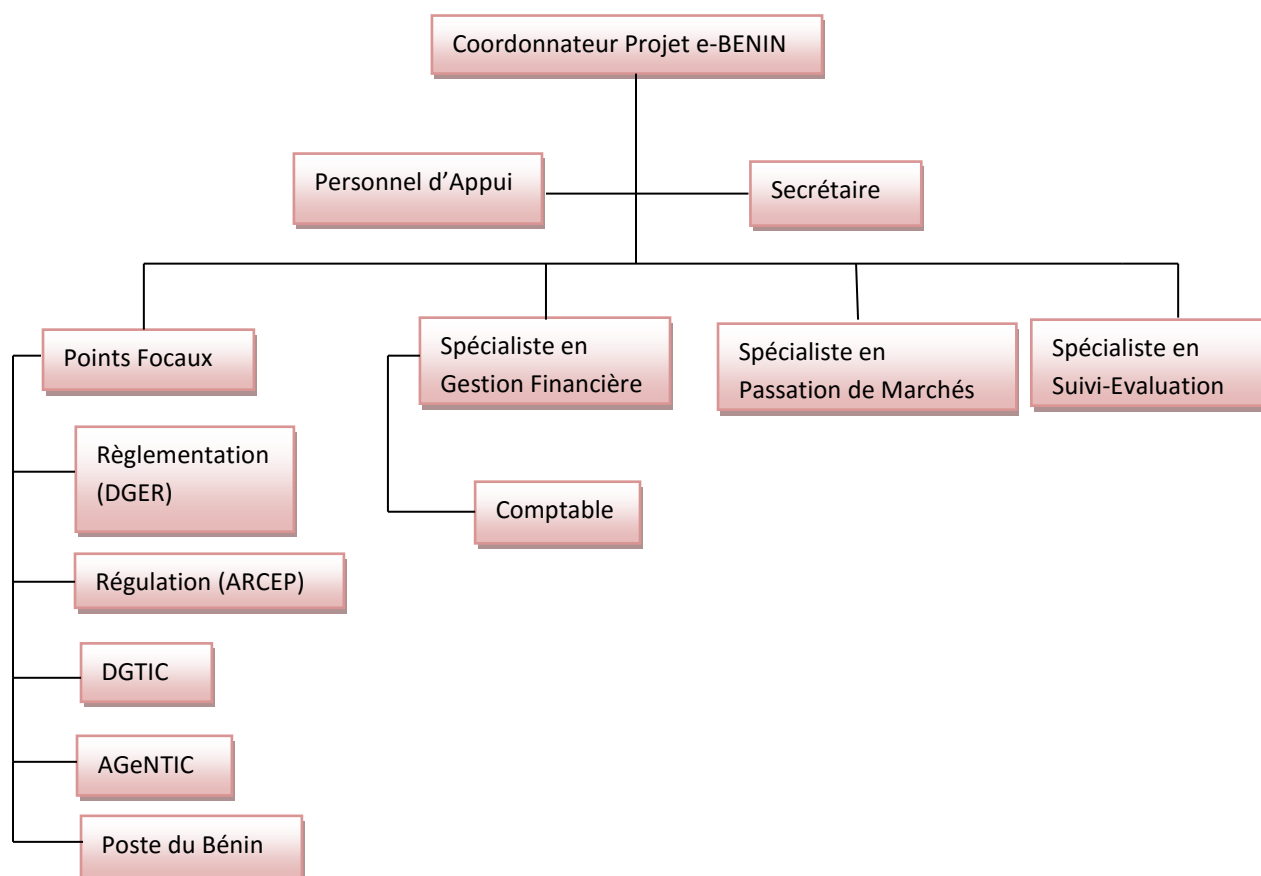 Coordonnateur Projet e-BENIN
Personnel d’Appui
Secrétaire
Points Focaux
Spécialiste en
Gestion Financière
Spécialiste en
Passation de Marchés
Spécialiste en
Suivi-Evaluation
Règlementation
(DGER)
Comptable
Régulation (ARCEP)
DGTIC
AGeNTIC
Poste du Bénin